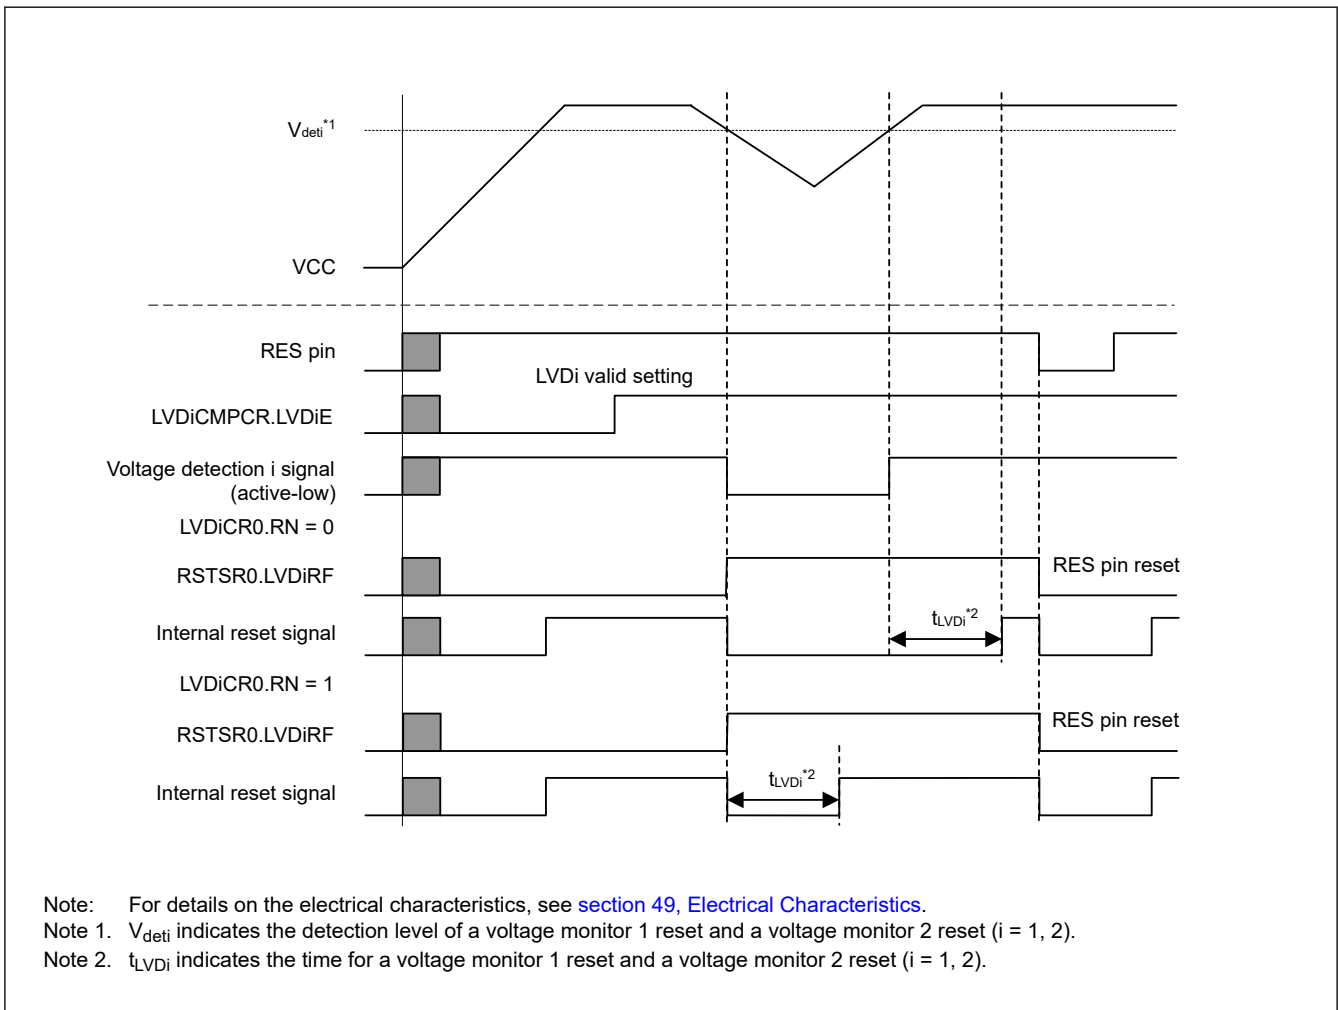 Vdeti*1
VCC
RES pin
LVDi valid setting
LVDiCMPCR.LVDiE
Voltage detection i signal
(active-low)
LVDiCR0.RN = 0
RSTSR0.LVDiRF
RES pin reset
tLVDi*2
Internal reset signal
LVDiCR0.RN = 1
RSTSR0.LVDiRF
RES pin reset
tLVDi*2
Internal reset signal
Note: For details on the electrical characteristics, see section 49, Electrical Characteristics.
Note 1. Vdeti indicates the detection level of a voltage monitor 1 reset and a voltage monitor 2 reset (i = 1, 2).
Note 2. tLVDi indicates the time for a voltage monitor 1 reset and a voltage monitor 2 reset (i = 1, 2).